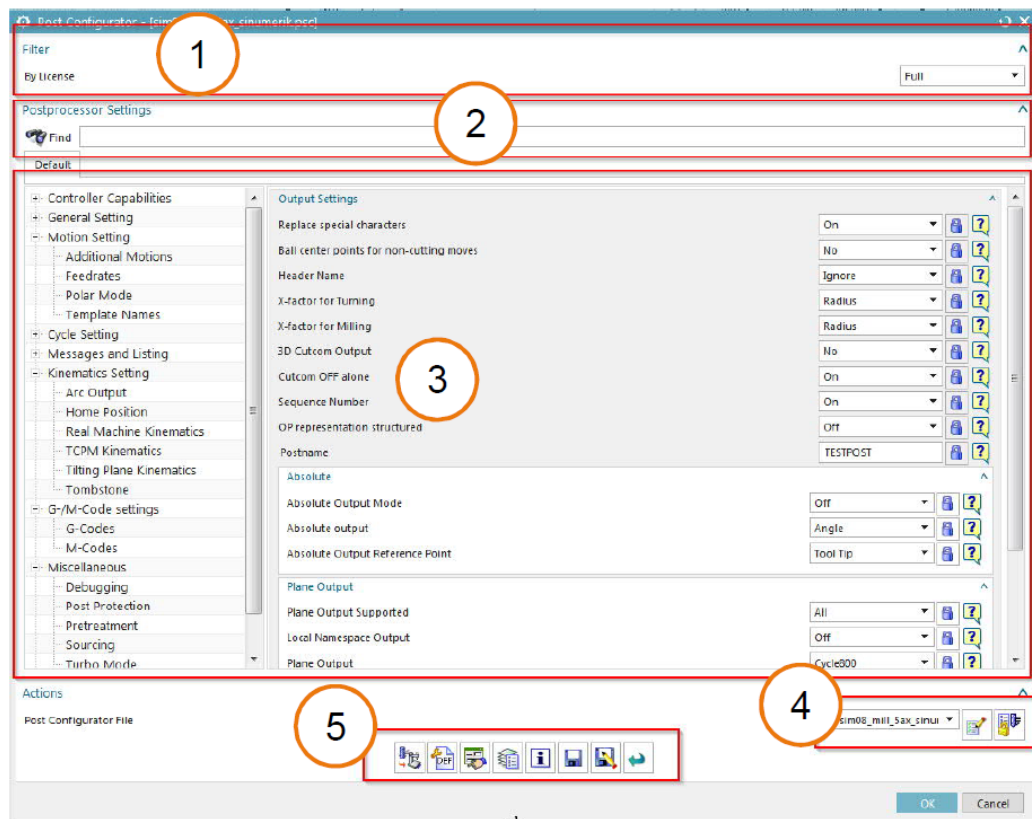 Post Configurator - [sim sinumerik.psc]
Filter
1
By License
Full
Postprocessor Settings
2
Find
Default
Controller Capabilities
General Setting
Motion Setting
Additional Motions
Feedrates
Polar Mode
Template Names
Cycle Setting
Messages and Listing
Kinematics Setting
Arc Output
Home Position
Real Machine Kinematics
TCPM Kinematics
Tilting Plane Kinematics
Tombstone
G-/M-Code settings
G-Codes
M-Codes
Miscellaneous
Debugging
Post Protection
Pretreatment
Sourcing
Turbo Mode
Output Settings
Replace special characters
On
Ball center points for non-cutting moves
No
Header Name
Ignore
X-factor for Turning
Radius
X-factor for Milling
Radius
3D Cutcom Output
No
3
Cutcom OFF alone
On
Sequence Number
On
OP representation structured
Off
Postname
TESTPOST
Absolute
Absolute Output Mode
Off
Absolute output
Angle
Absolute Output Reference Point
Tool Tip
Plane Output
Plane Output Supported
All
Local Namespace Output
Off
Plane Output
Cycle800
Actions
4
Post Configurator File
sim08_mill_5ax_sinu
5
DEF
OK
Cancel